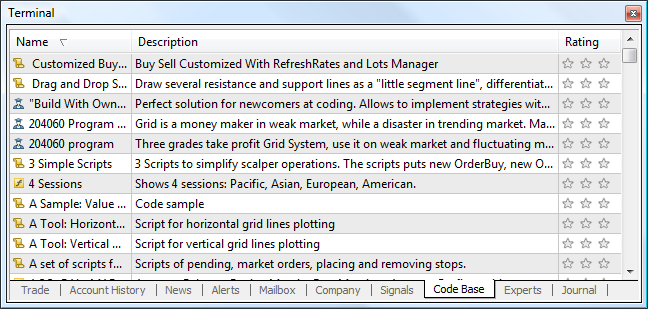 Terminal
Name Description Rating
Customized Buy... Buy Sell Customized With RefreshRates and Lots Manager
Drag and Drop S... Draw several resistance and support lines as a "little segment line", differentiat...
"Build With Own... Perfect solution for newcomers at coding. Allows to implement strategies wit...
204060 Program ... Grid is a money maker in weak market, while a disaster in trending market. Ma...
204060 program Three grades take profit Grid System, use it on weak market and fluctuating m...
3 Simple Scripts 3 Scripts to simplify scalper operations. The scripts puts new OrderBuy, new O...
4 Sessions Shows 4 sessions: Pacific, Asian, European, American.
A Sample: Value ... Code sample
A Tool: Horizont... Script for horizontal grid lines plotting
A Tool: Vertical ... Script for vertical grid lines plotting
A set of scripts f... Scripts of pending, market orders, placing and removing stops.
Trade Account History News Alerts Mailbox Company Signals Code Base Experts Journal